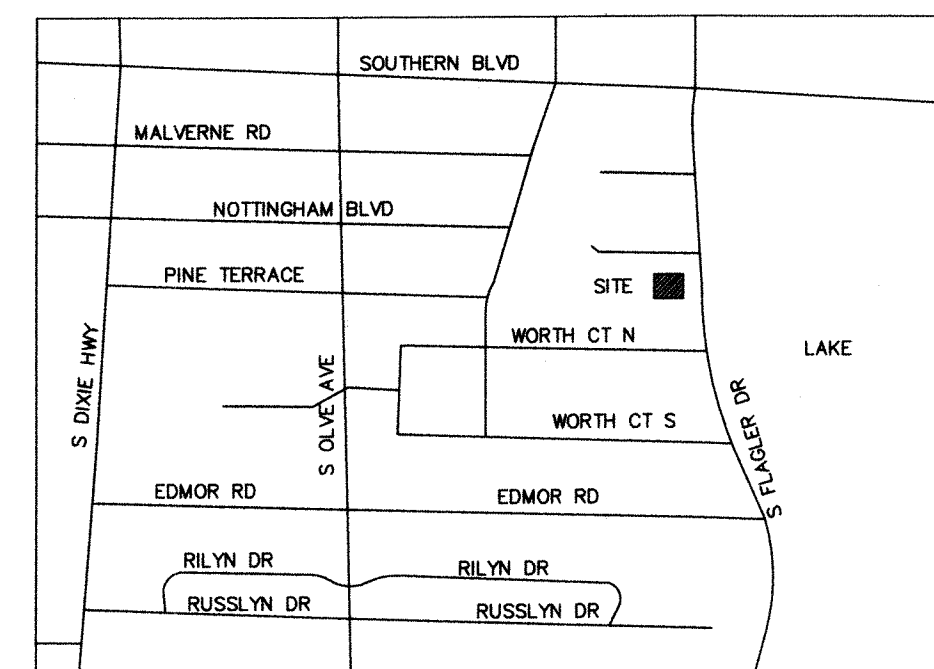 SOUTHERN BLVD
MALVERNE RD
NOTTINGHAM BLVD
PINE TERRACE
SITE
WORTH CT N
LAKE
S DIXIE HWY
S OLVE AVE
WORTH CT S
S FLAGLER DR
EDMOR RD
EDMOR RD
RILYN DR
RILYN DR
RUSSLYN DR
RUSSLYN DR